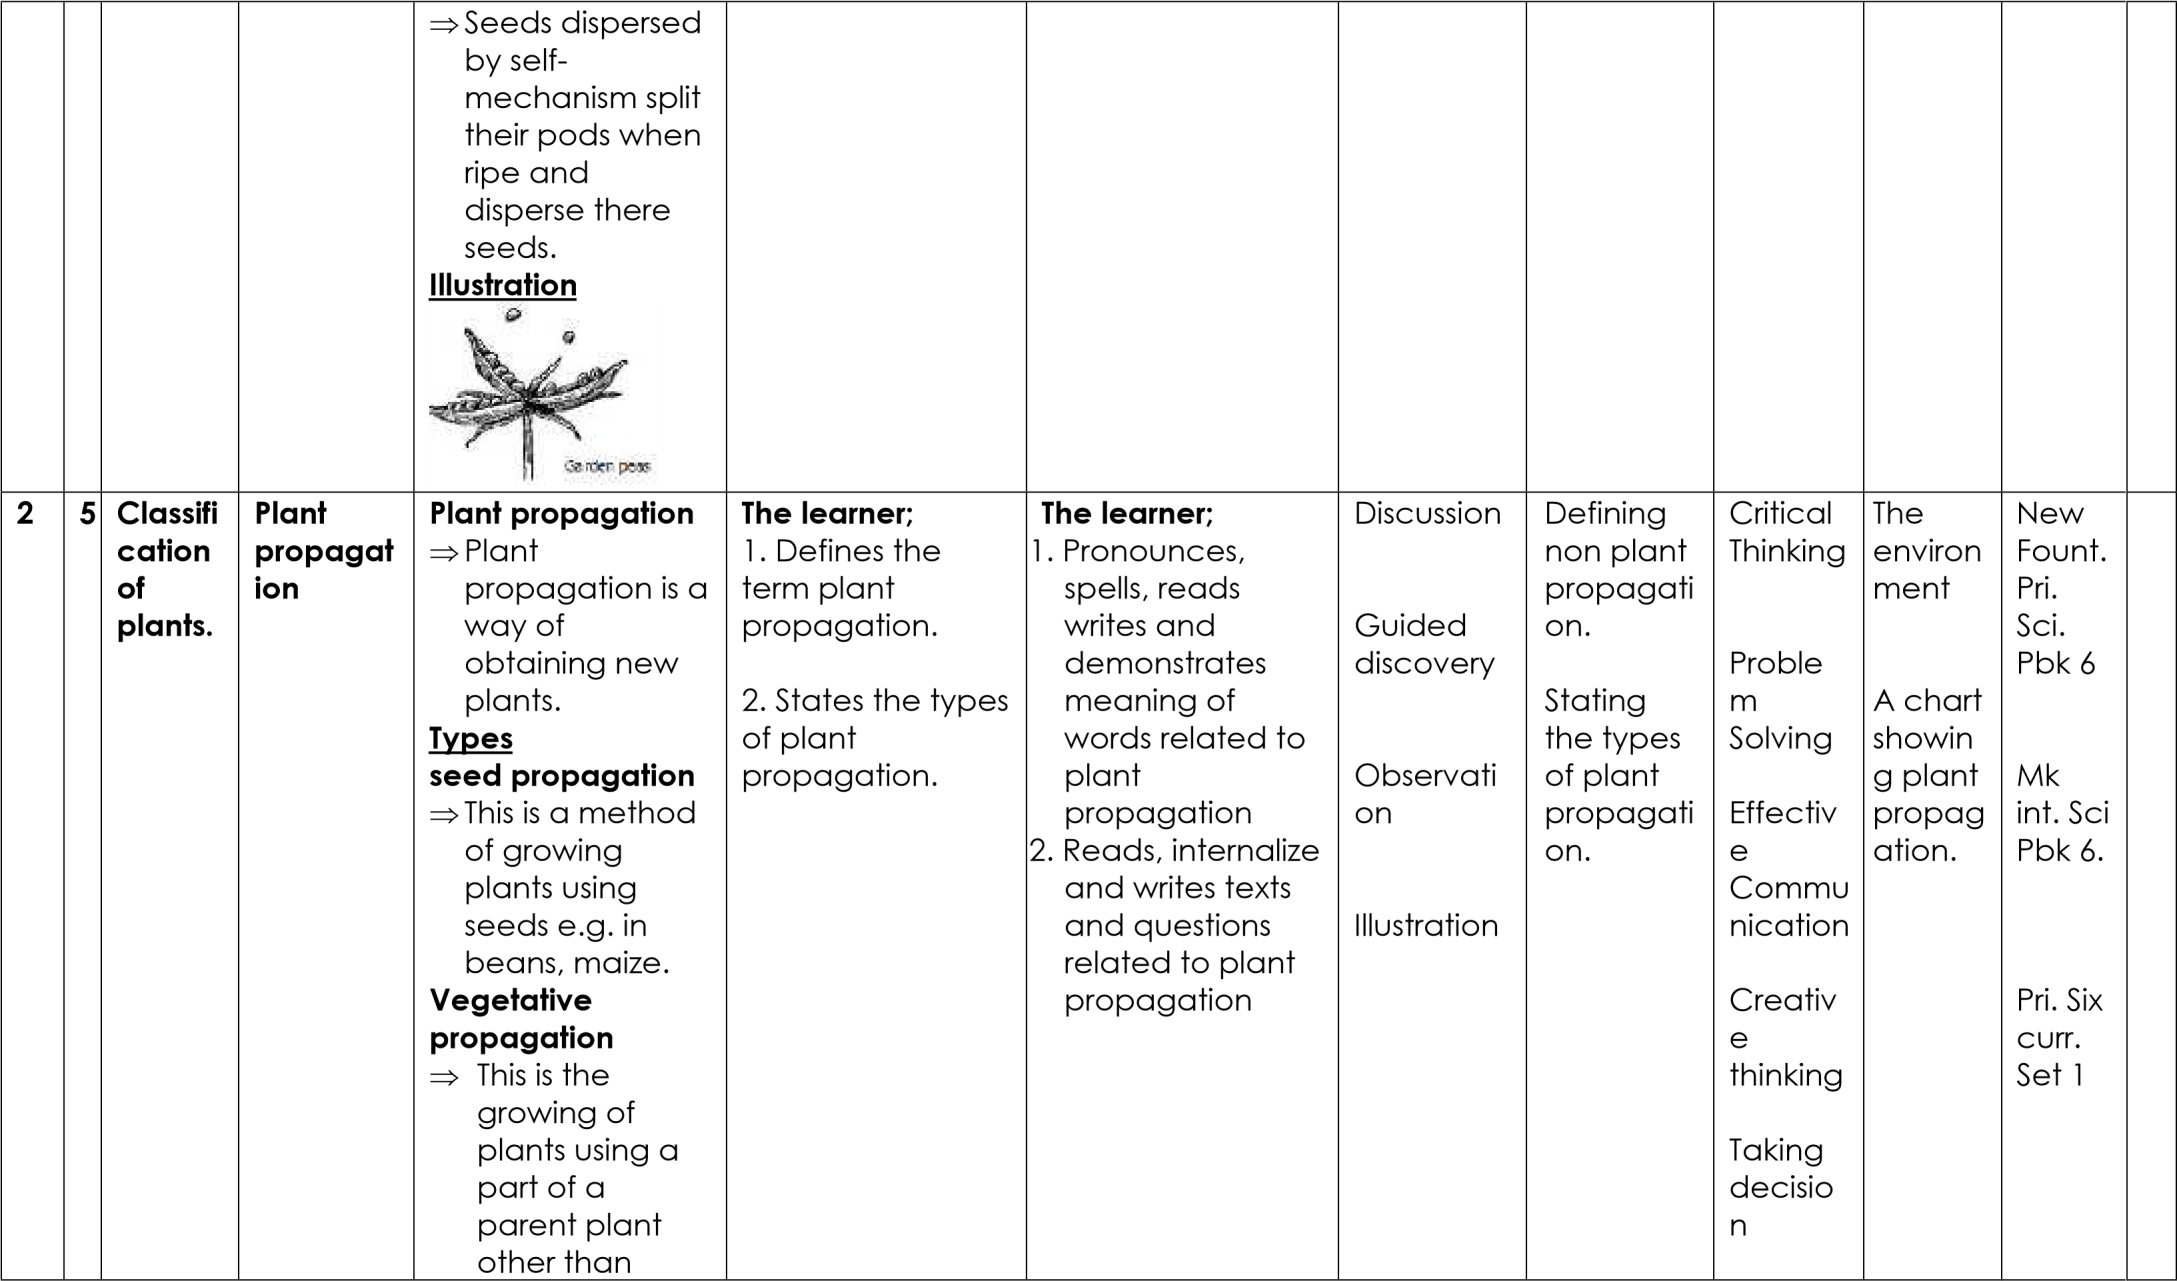 ⇒ Seeds dispersed
by self-
mechanism split
their pods when
ripe and
disperse there
seeds.
Illustration
Garden peas
2
5
Classifi
cation
of
plants.
Plant
propagat
ion
Plant propagation
⇒ Plant
propagation is a
way of
obtaining new
plants.
Types
seed propagation
⇒ This is a method
of growing
plants using
seeds e.g. in
beans, maize.
Vegetative
propagation
⇒ This is the
growing of
plants using a
part of a
parent plant
other than
The learner;
1. Defines the
term plant
propagation.
2. States the types
of plant
propagation.
The learner;
1. Pronounces,
spells, reads
writes and
demonstrates
meaning of
words related to
plant
propagation
2. Reads, internalize
and writes texts
and questions
related to plant
propagation
Discussion
Guided
discovery
Observati
on
Illustration
Defining
non plant
propagati
on.
Stating
the types
of plant
propagati
on.
Critical
Thinking
Proble
m
Solving
Effectiv
e
Commu
nication
Creativ
e
thinking
Taking
decisio
n
The
environ
ment
A chart
showin
g plant
propag
ation.
New
Fount.
Pri.
Sci.
Pbk 6
Mk
int. Sci
Pbk 6.
Pri. Six
curr.
Set 1